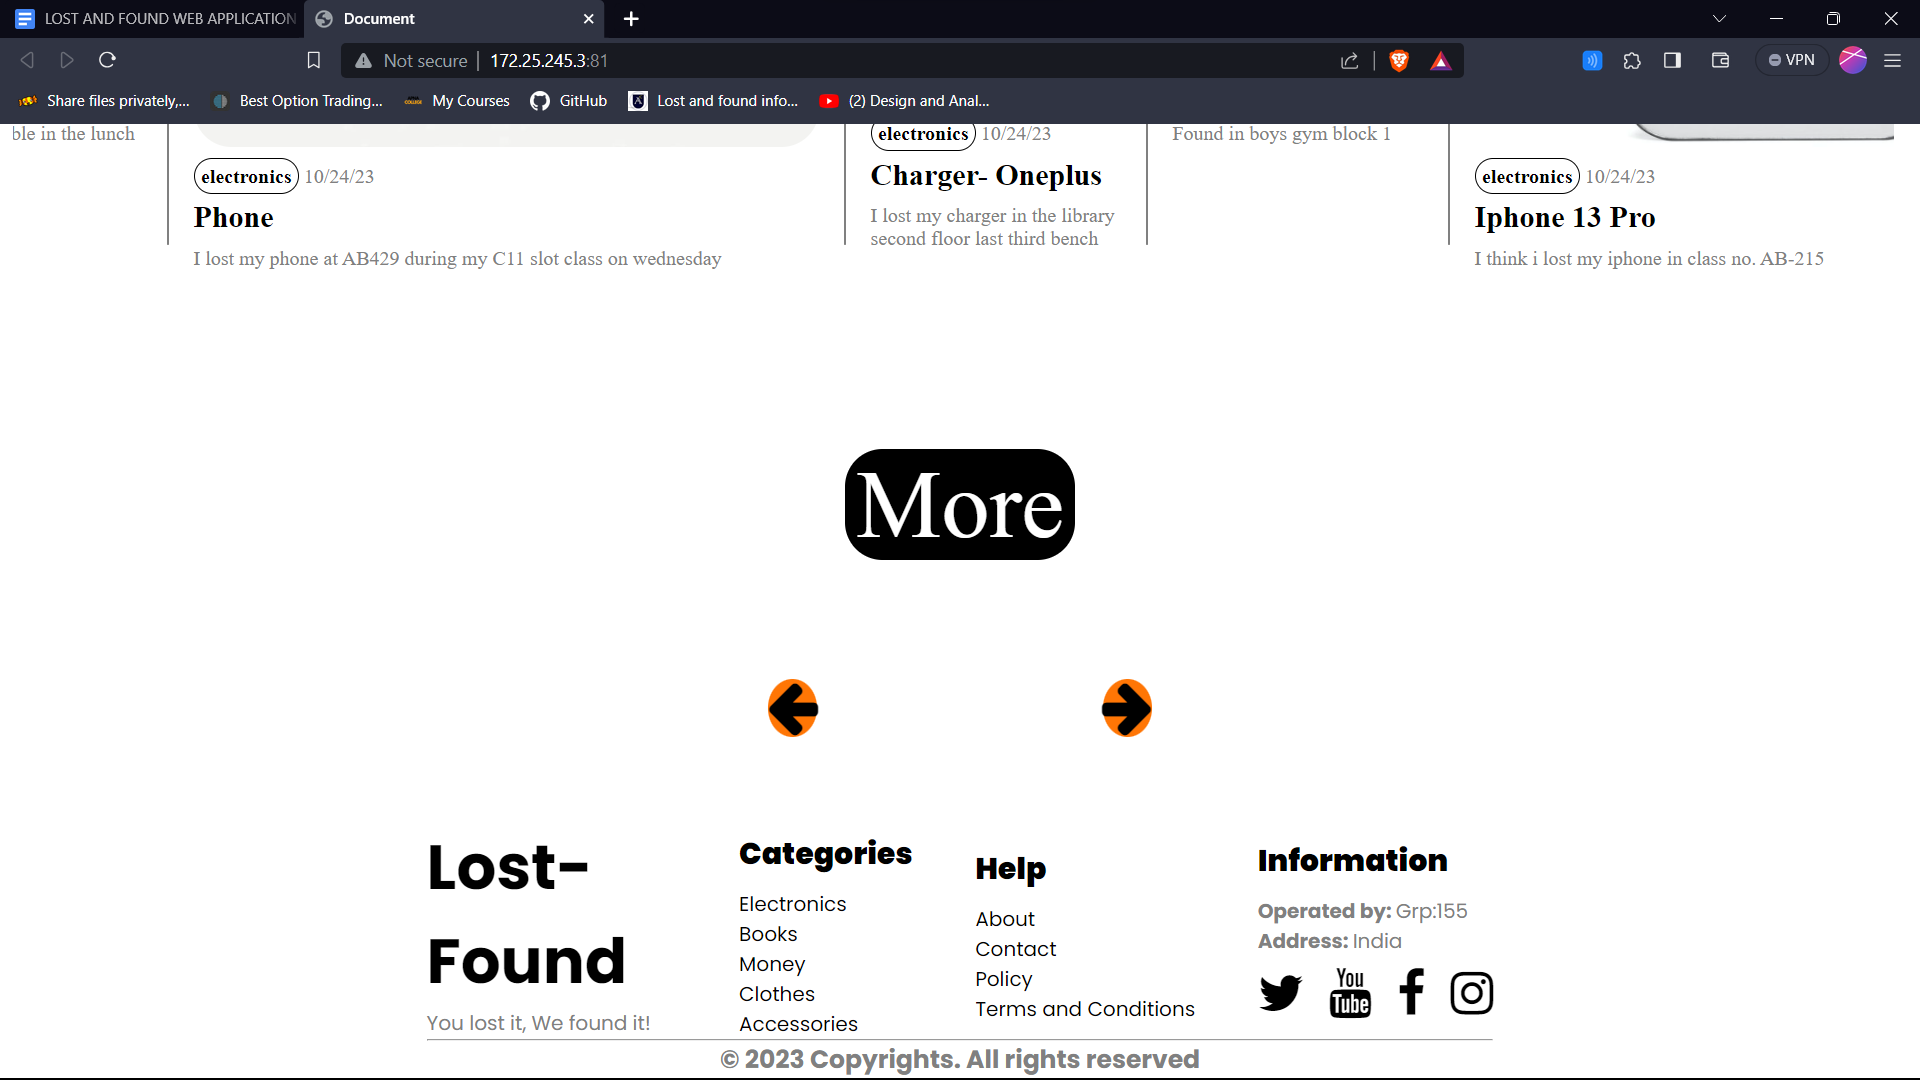 LOST AND FOUND WEB APPLICATION
Document
Not secure
172.25.245.3:81
VPN
Share files privately,...
Best Option Trading...
My Courses
GitHub
Lost and found info...
(2) Design and Anal...
ble in the lunch
electronics 10/24/23
Phone
I lost my phone at AB429 during my C11 slot class on wednesday
electronics 10/24/23
Charger- Oneplus
I lost my charger in the library
second floor last third bench
Found in boys gym block 1
electronics 10/24/23
Iphone 13 Pro
I think i lost my iphone in class no. AB-215
More
Lost-
Found
You lost it, We found it!
Categories
Electronics
Books
Money
Clothes
Accessories
Help
About
Contact
Policy
Terms and Conditions
Information
Operated by: Grp:155
Address: India
You
Tube
© 2023 Copyrights. All rights reserved